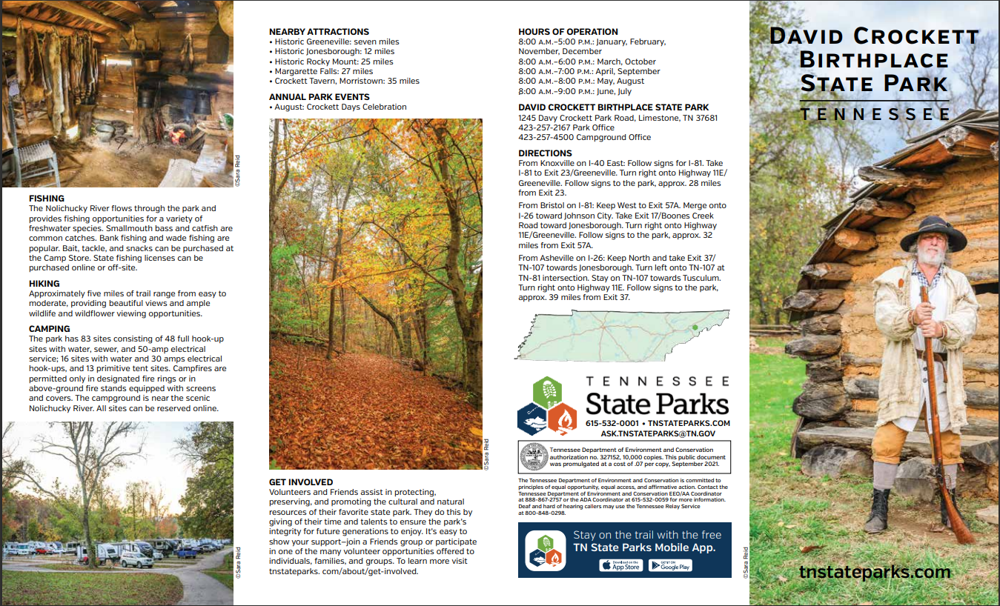 ©Sara Reid
FISHING
The Nolichucky River flows through the park and
provides fishing opportunities for a variety of
freshwater species. Smallmouth bass and catfish are
common catches. Bank fishing and wade fishing are
popular. Bait, tackle, and snacks can be purchased at
the Camp Store. State fishing licenses can be
purchased online or off-site.
HIKING
Approximately five miles of trail range from easy to
moderate, providing beautiful views and ample
wildlife and wildflower viewing opportunities.
CAMPING
The park has 83 sites consisting of 48 full hook-up
sites with water, sewer, and 50-amp electrical
service; 16 sites with water and 30 amps electrical
hook-ups, and 13 primitive tent sites. Campfires are
permitted only in designated fire rings or in
above-ground fire stands equipped with screens
and covers. The campground is near the scenic
Nolichucky River. All sites can be reserved online.
©Sara Reid
NEARBY ATTRACTIONS
• Historic Greeneville: seven miles
• Historic Jonesborough: 12 miles
• Historic Rocky Mount: 25 miles
• Margarette Falls: 27 miles
• Crockett Tavern, Morristown: 35 miles
ANNUAL PARK EVENTS
• August: Crockett Days Celebration
©Sara Reid
GET INVOLVED
Volunteers and Friends assist in protecting,
preserving, and promoting the cultural and natural
resources of their favorite state park. They do this by
giving of their time and talents to ensure the park's
integrity for future generations to enjoy. It's easy to
show your support–join a Friends group or participate
in one of the many volunteer opportunities offered to
individuals, families, and groups. To learn more visit
tnstateparks. com/about/get-involved.
HOURS OF OPERATION
8:00 A.M.–5:00 P.M.: January, February,
November, December
8:00 A.M.–6:00 P.M.: March, October
8:00 A.M.–7:00 P.M.: April, September
8:00 A.M.–8:00 P.M.: May, August
8:00 A.M.–9:00 P.M.: June, July
DAVID CROCKETT BIRTHPLACE STATE PARK
1245 Davy Crockett Park Road, Limestone, TN 37681
423-257-2167 Park Office
423-257-4500 Campground Office
DIRECTIONS
From Knoxville on I-40 East: Follow signs for I-81. Take
I-81 to Exit 23/Greeneville. Turn right onto Highway 11E/
Greeneville. Follow signs to the park, approx. 28 miles
from Exit 23.
From Bristol on I-81: Keep West to Exit 57A. Merge onto
I-26 toward Johnson City. Take Exit 17/Boones Creek
Road toward Jonesborough. Turn right onto Highway
11E/Greeneville. Follow signs to the park, approx. 32
miles from Exit 57A.
From Asheville on I-26: Keep North and take Exit 37/
TN-107 towards Jonesborough. Turn left onto TN-107 at
TN-81 intersection. Stay on TN-107 towards Tusculum.
Turn right onto Highway 11E. Follow signs to the park,
approx. 39 miles from Exit 37.
TENNESSEE
State Parks
615-532-0001 • TNSTATEPARKS.COM
ASK.TNSTATEPARKS@TN.GOV
Tennessee Department of Environment and Conservation
authorization no. 327152, 10,000 copies. This public document
was promulgated at a cost of .07 per copy, September 2021.
The Tennessee Department of Environment and Conservation is committed to
principles of equal opportunity, equal access, and affirmative action. Contact the
Tennessee Department of Environment and Conservation EEO/AA Coordinator
at 888-867-2757 or the ADA Coordinator at 615-532-0059 for more information.
Deaf and hard of hearing callers may use the Tennessee Relay Service
at 800-848-0298.
Stay on the trail with the free
TN State Parks Mobile App.
Download on the
App Store
GET IT ON
Google Play
©Sara Reid
DAVID CROCKETT
BIRTHPLACE
STATE PARK
TENNESSEE
tnstateparks.com